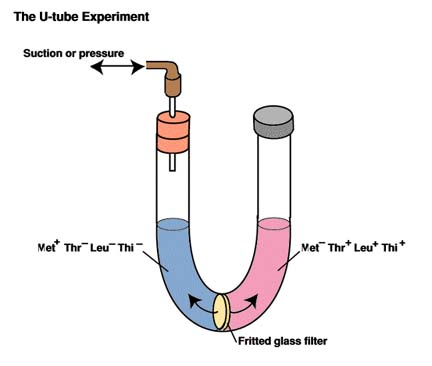 The U-tube Experiment
Suction or pressure
Met+ Thr− Leu− Thi−
Met− Thr+ Leu+ Thi+
Fritted glass filter